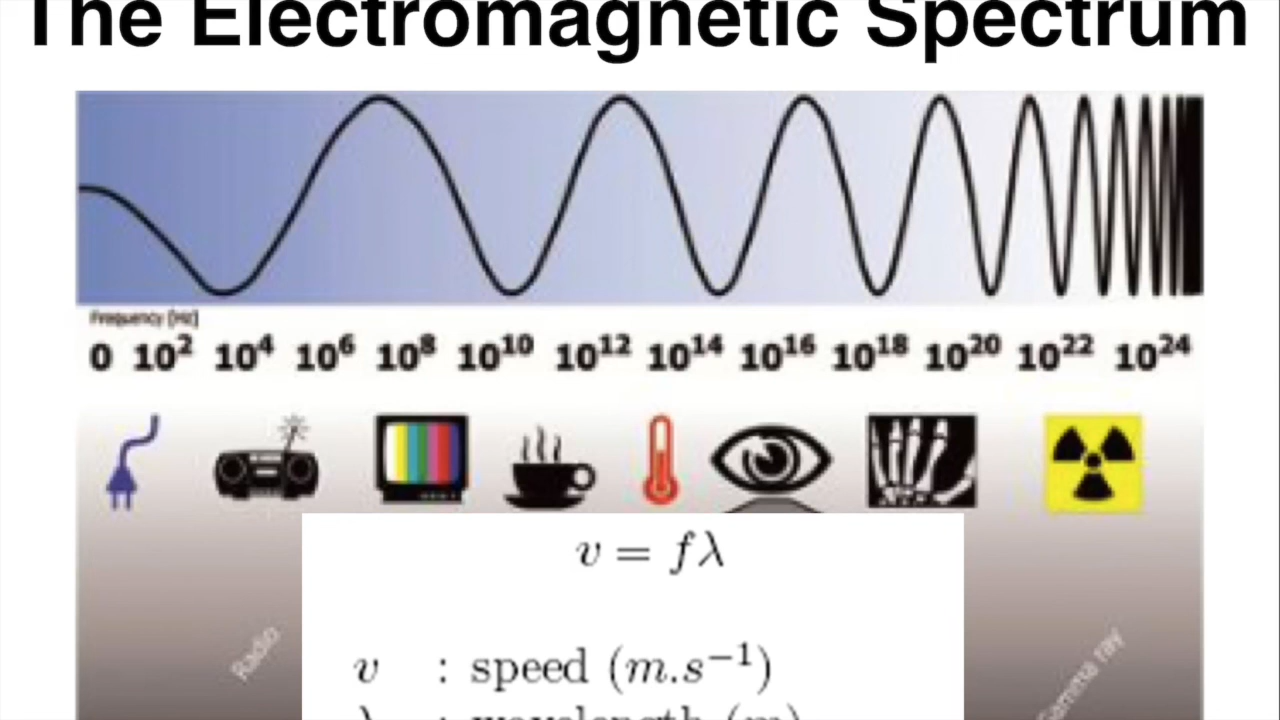 The Electromagnetic Spectrum
Frequency [Hz]
0 10² 10⁴ 10⁶ 10⁸ 10¹⁰ 10¹² 10¹⁴ 10¹⁶ 10¹⁸ 10²⁰ 10²² 10²⁴
v = fλ
Radio
v : speed (m.s⁻¹)
λ : wavelength (m)
Gamma ray